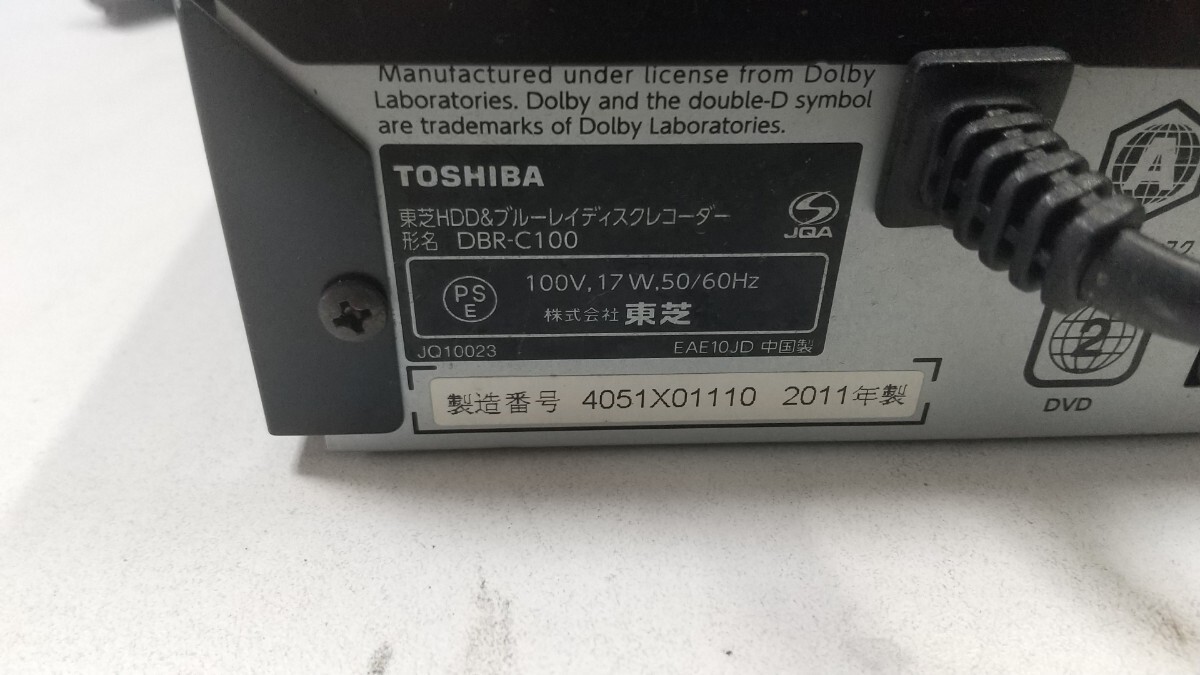 Manufactured under license from Dolby
Laboratories. Dolby and the double-D symbol
are trademarks of Dolby Laboratories.
TOSHIBA
東芝HDD&ブルーレイディスクレコーダー
形名 DBR-C100
JQA
PS
E
100V,17W,50/60Hz
株式会社 東芝
JQ10023
EAE10JD 中国製
製造番号 4051X01110 2011年製
A
スク
2
DVD